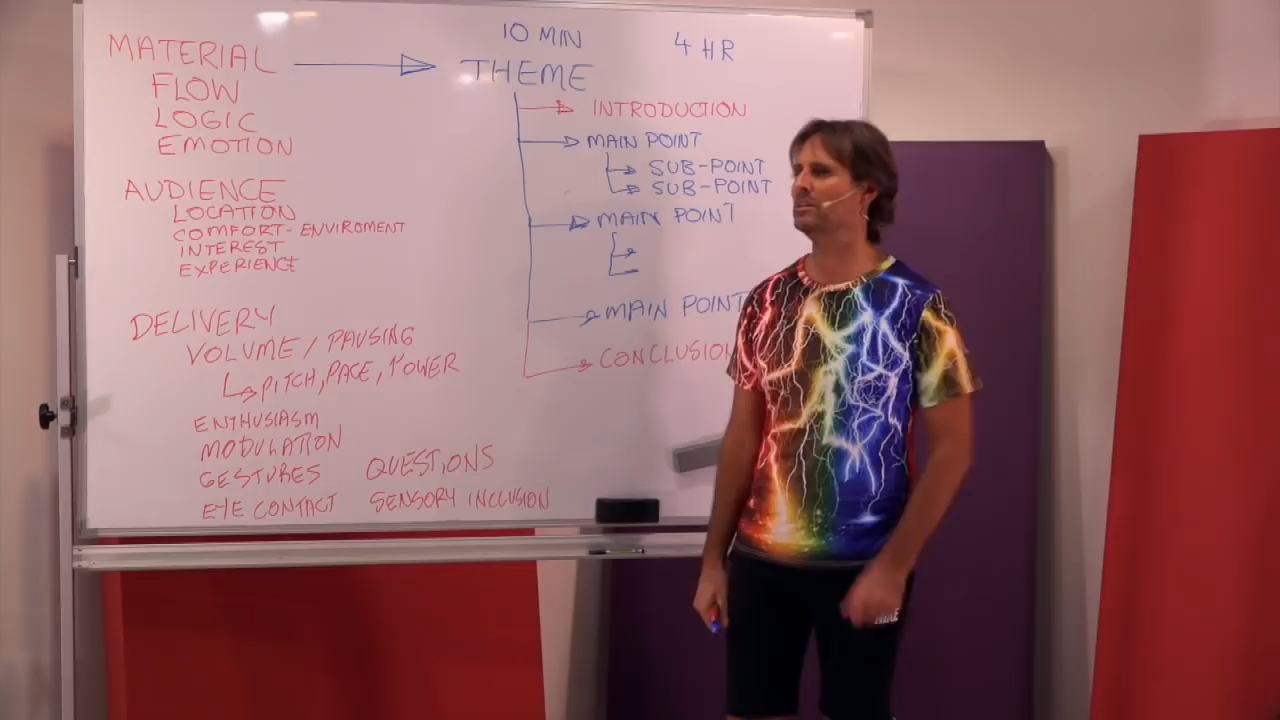 MATERIAL
FLOW
LOGIC
EMOTION
AUDIENCE
LOCATION
COMFORT-ENVIROMENT
INTEREST
EXPERIENCE
DELIVERY
VOLUME / PAUSING
PITCH, PACE, POWER
ENTHUSIASM
MODULATION
GESTURES QUESTIONS
EYE CONTACT SENSORY INCLUSION
10 MIN 4 HR
THEME
INTRODUCTION
MAIN POINT
SUB-POINT
SUB-POINT
MAIN POINT
MAIN POINT
CONCLUSION